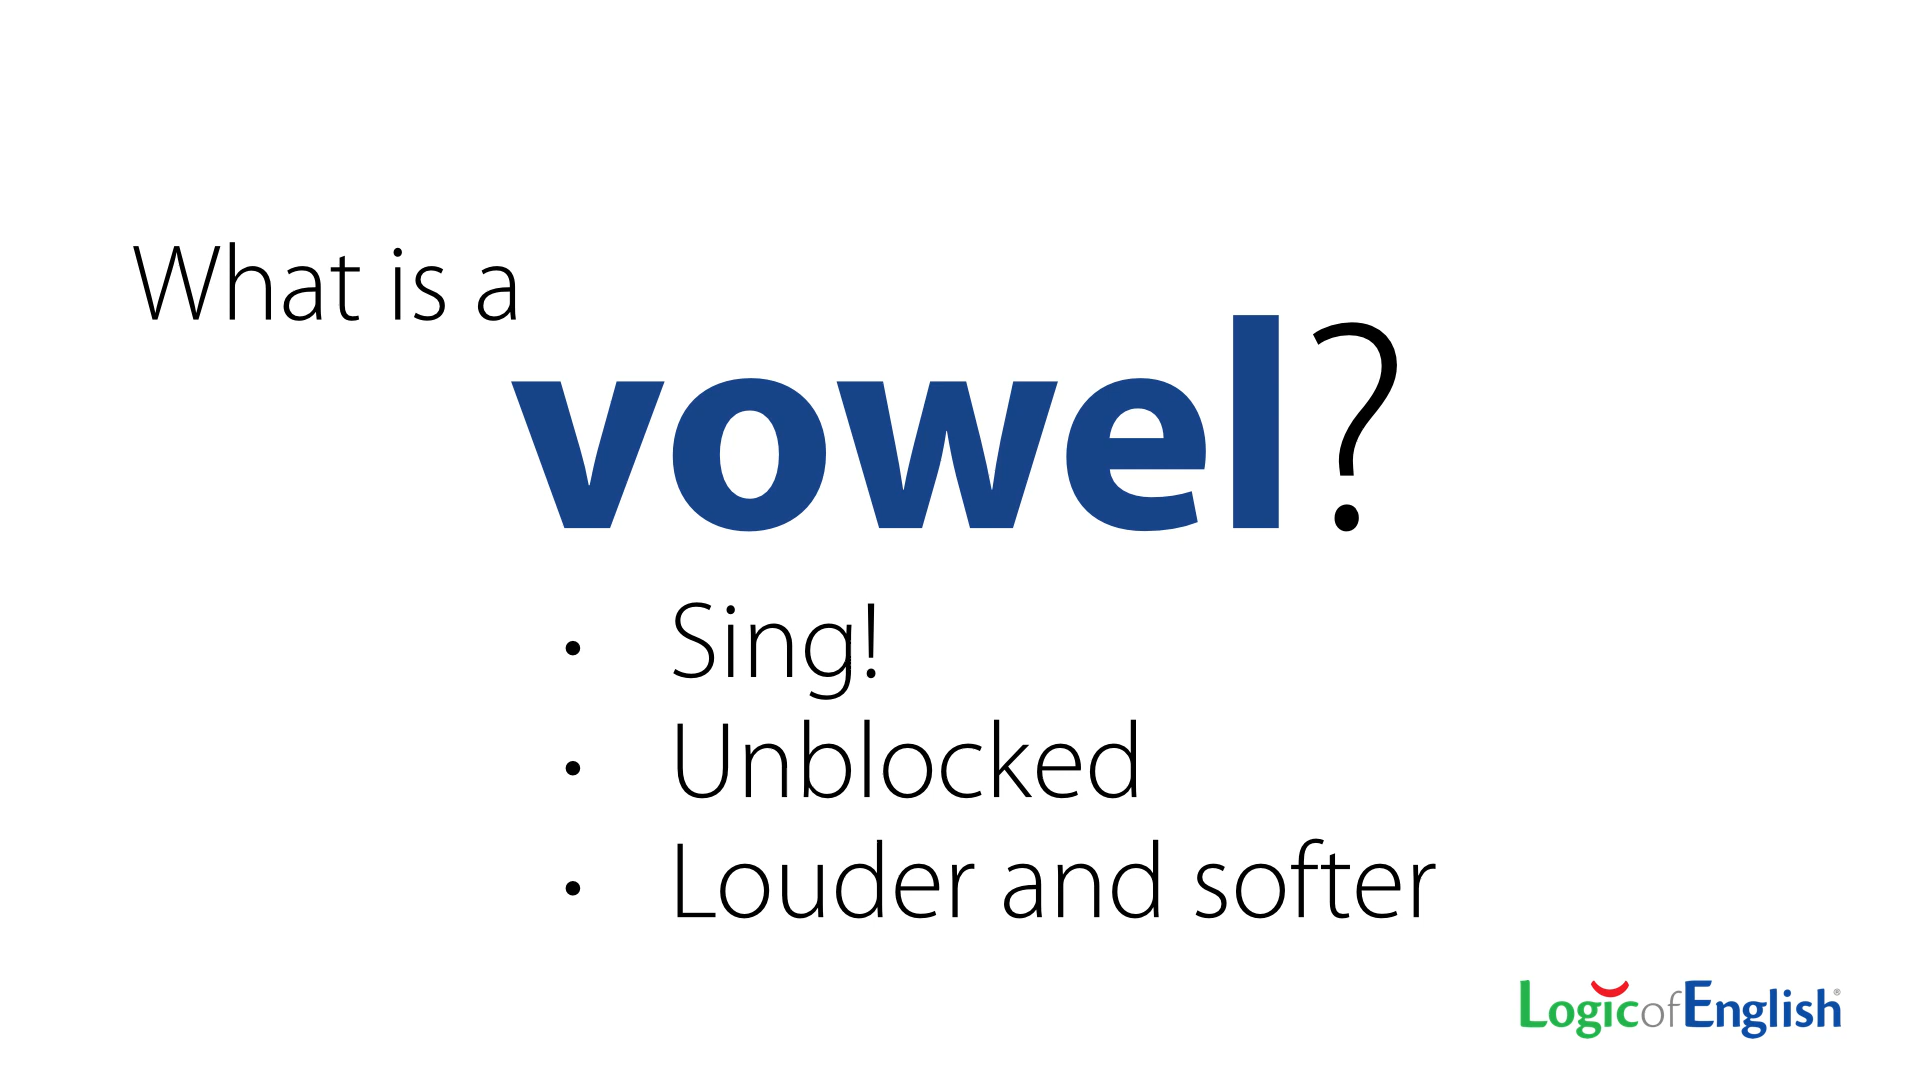 What is a
vowel?
• Sing!
• Unblocked
• Louder and softer
LogicofEnglish®